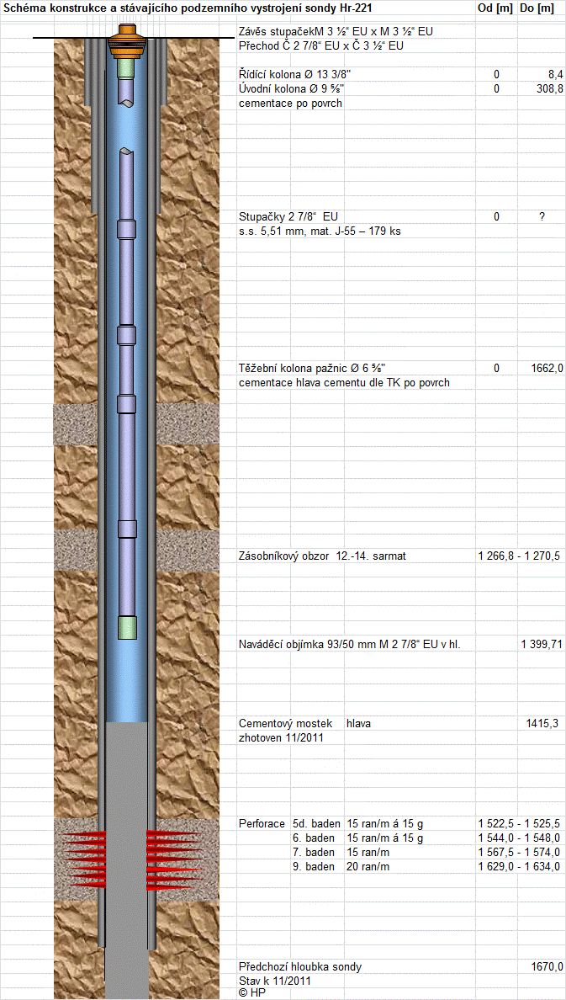 Schéma konstrukce a stávajícího podzemního vystrojení sondy Hr-221 Od [m] Do [m]
Závěs stupačekM 3 ½“ EU x M 3 ½“ EU
Přechod Č 2 7/8“ EU x Č 3 ½“ EU
Řídící kolona Ø 13 3/8" 0 8,4
Úvodní kolona Ø 9 ⅝" 0 308,8
cementace po povrch
Stupačky 2 7/8“ EU 0 ?
s.s. 5,51 mm, mat. J-55 – 179 ks
Těžební kolona pažnic Ø 6 ⅝" 0 1662,0
cementace hlava cementu dle TK po povrch
Zásobníkový obzor 12.-14. sarmat 1 266,8 - 1 270,5
Naváděcí objímka 93/50 mm M 2 7/8“ EU v hl. 1 399,71
Cementový mostek hlava 1415,3
zhotoven 11/2011
Perforace 5d. baden 15 ran/m á 15 g 1 522,5 - 1 525,5
6. baden 15 ran/m á 15 g 1 544,0 - 1 548,0
7. baden 15 ran/m 1 567,5 - 1 574,0
9. baden 20 ran/m 1 629,0 - 1 634,0
Předchozí hloubka sondy 1670,0
Stav k 11/2011
© HP